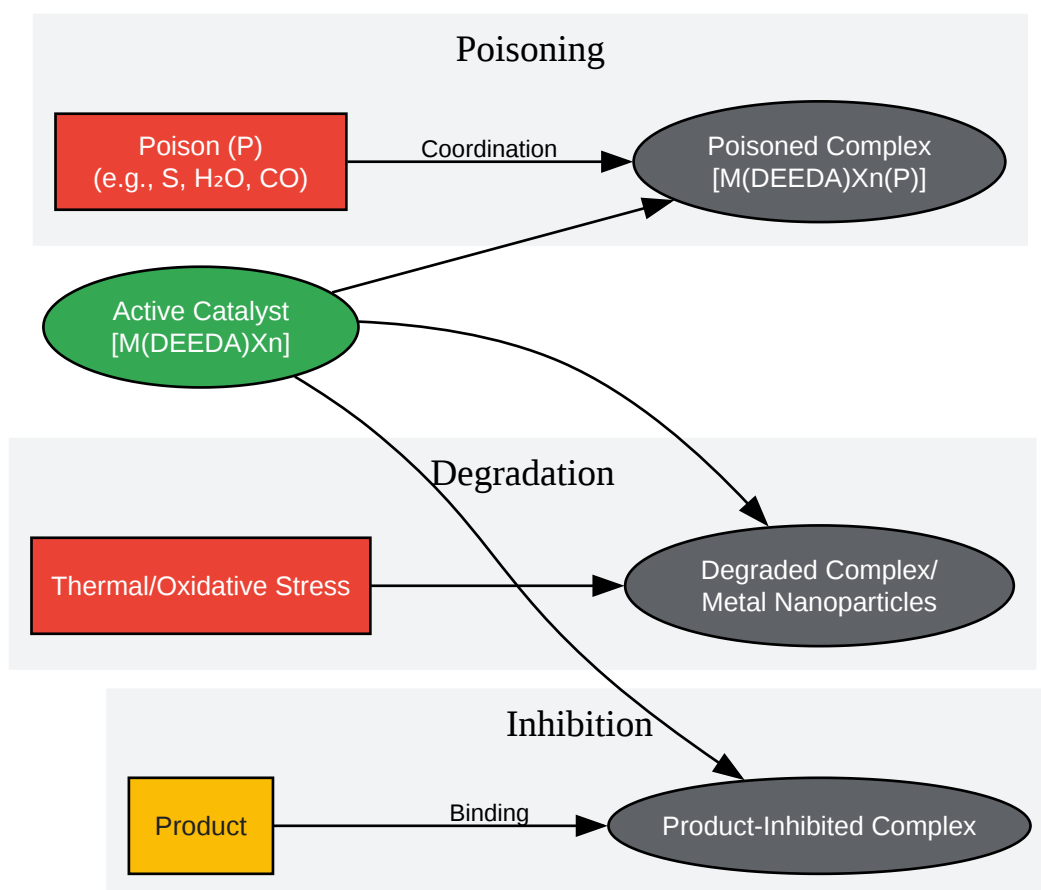 Poisoning
Poison (P)
(e.g., S, H₂O, CO)
Coordination
Poisoned Complex
[M(DEEDA)Xn(P)]
Active Catalyst
[M(DEEDA)Xn]
Degradation
Thermal/Oxidative Stress
Degraded Complex/
Metal Nanoparticles
Inhibition
Product
Binding
Product-Inhibited Complex